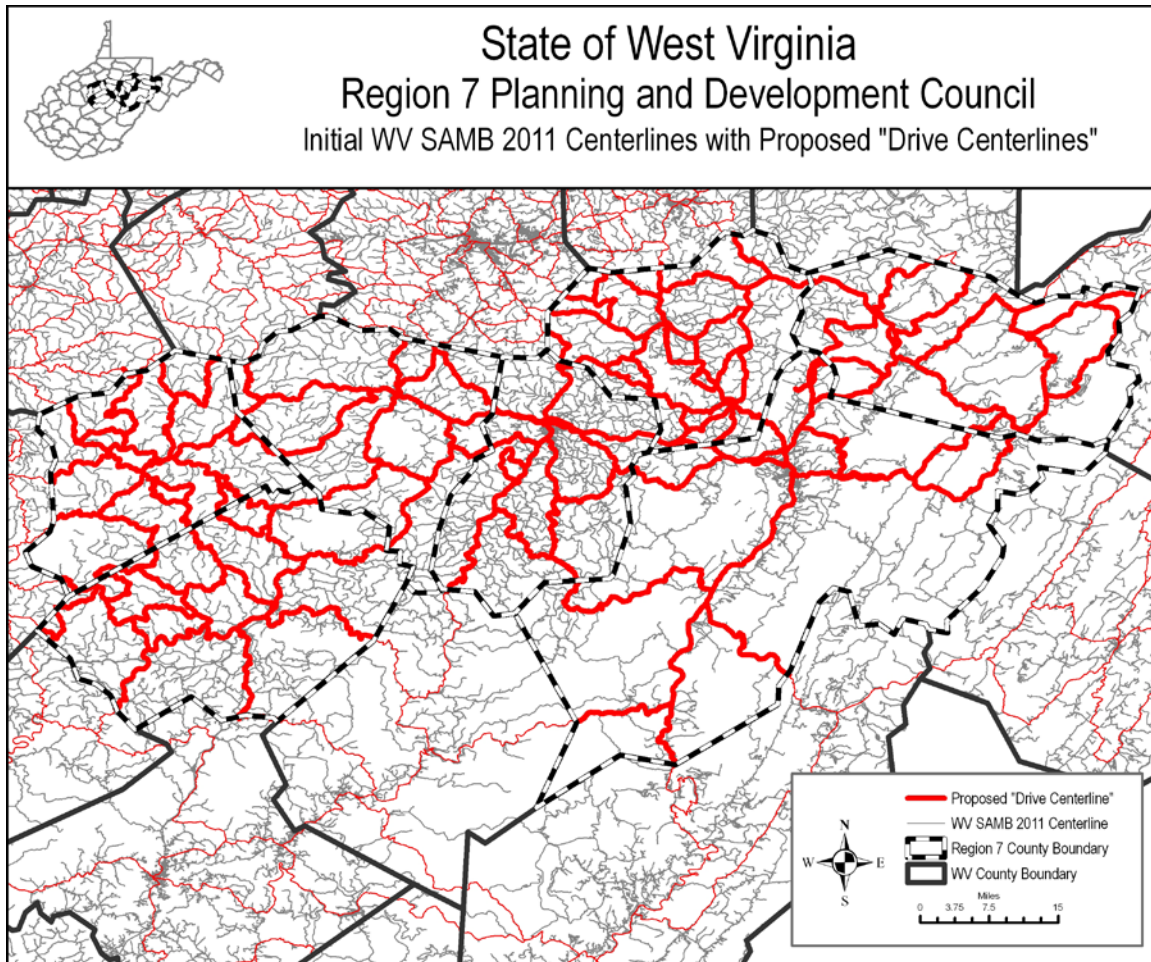 State of West Virginia
Region 7 Planning and Development Council
Initial WV SAMB 2011 Centerlines with Proposed "Drive Centerlines"
N
W E
S
Proposed "Drive Centerline"
WV SAMB 2011 Centerline
Region 7 County Boundary
WV County Boundary
Miles
0 3.75 7.5 15